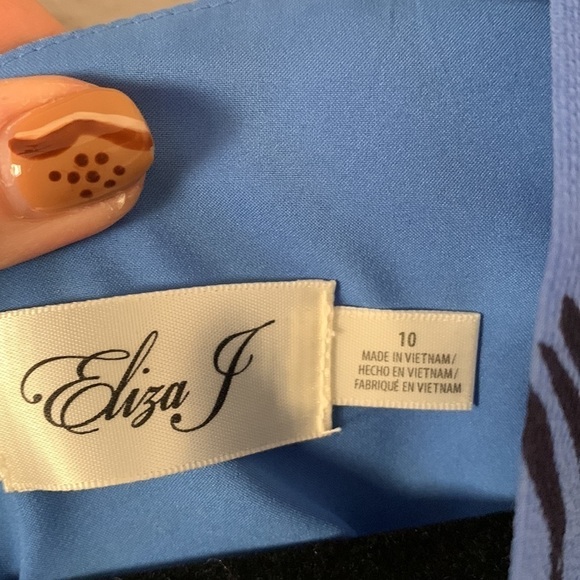 Eliza J
10
MADE IN VIETNAM/
HECHO EN VIETNAM/
FABRIQUÉ EN VIETNAM